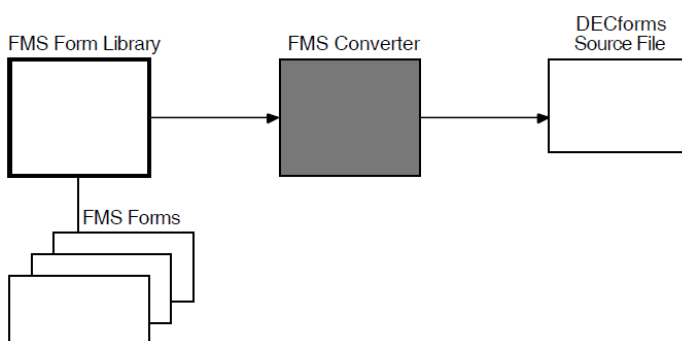 DECforms
FMS Form Library
FMS Converter
Source File
FMS Forms